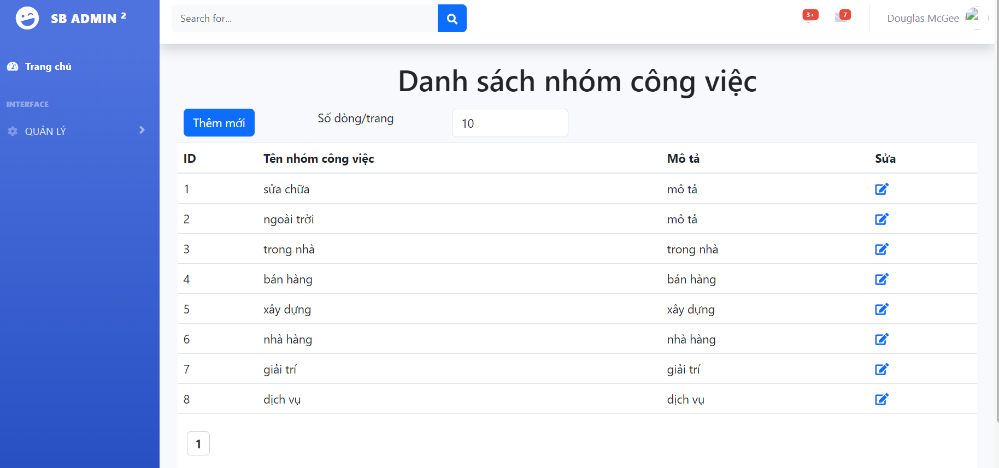 SB ADMIN 2
Search for...
3+
7
Douglas McGee
Trang chủ
INTERFACE
QUẢN LÝ
Danh sách nhóm công việc
Thêm mới Số dòng/trang 10
ID Tên nhóm công việc Mô tả Sửa
1 sửa chữa mô tả
2 ngoài trời mô tả
3 trong nhà trong nhà
4 bán hàng bán hàng
5 xây dựng xây dựng
6 nhà hàng nhà hàng
7 giải trí giải trí
8 dịch vụ dịch vụ
1